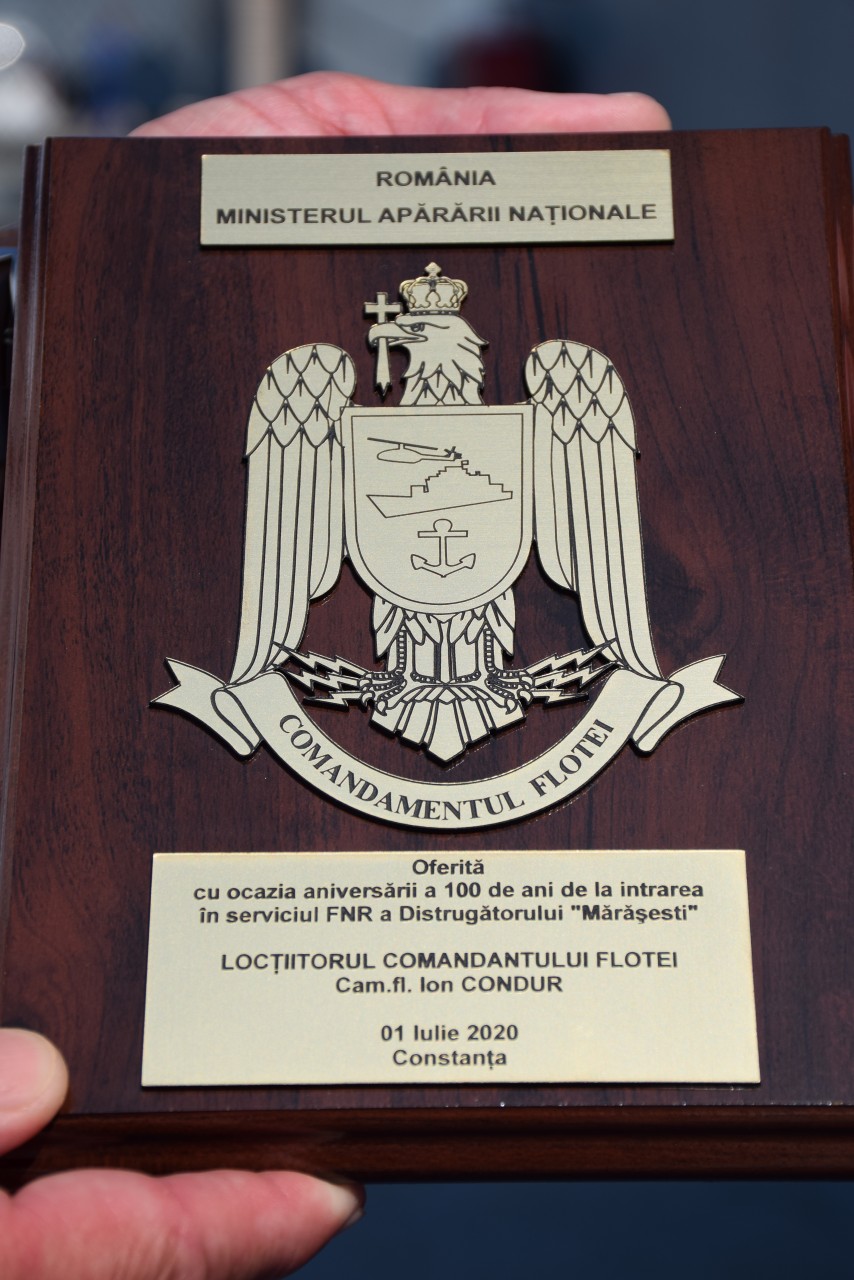 ROMÂNIA
MINISTERUL APĂRĂRII NAȚIONALE
COMANDAMENTUL FLOTEI
Oferită
cu ocazia aniversării a 100 de ani de la intrarea
în serviciul FNR a Distrugătorului "Mărăşesti"
LOCȚIITORUL COMANDANTULUI FLOTEI
Cam.fl. Ion CONDUR
01 Iulie 2020
Constanța